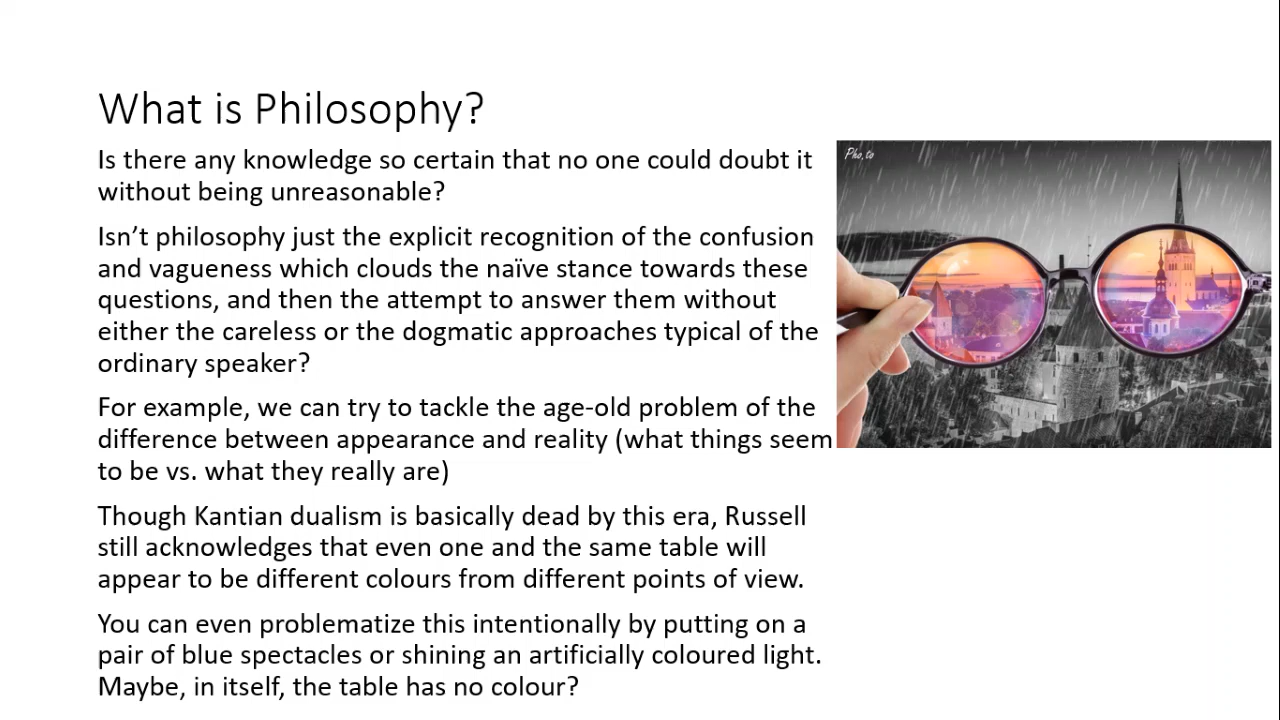 What is Philosophy?
Is there any knowledge so certain that no one could doubt it
without being unreasonable?
Isn’t philosophy just the explicit recognition of the confusion
and vagueness which clouds the naïve stance towards these
questions, and then the attempt to answer them without
either the careless or the dogmatic approaches typical of the
ordinary speaker?
For example, we can try to tackle the age-old problem of the
difference between appearance and reality (what things seem
to be vs. what they really are)
Though Kantian dualism is basically dead by this era, Russell
still acknowledges that even one and the same table will
appear to be different colours from different points of view.
You can even problematize this intentionally by putting on a
pair of blue spectacles or shining an artificially coloured light.
Maybe, in itself, the table has no colour?
Pho.to